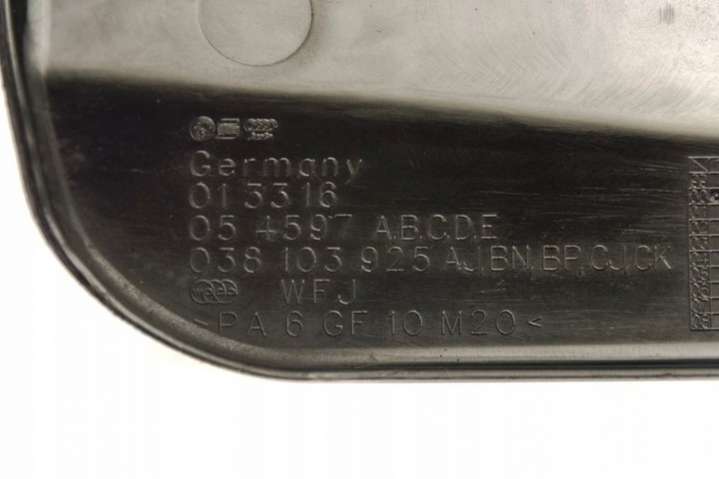 Germany
013316
05 4597 A,B,C,D,E
038 103 925 AJ,BN,BP,CJ,CK
WFJ
>PA 6 GF 10 M20<